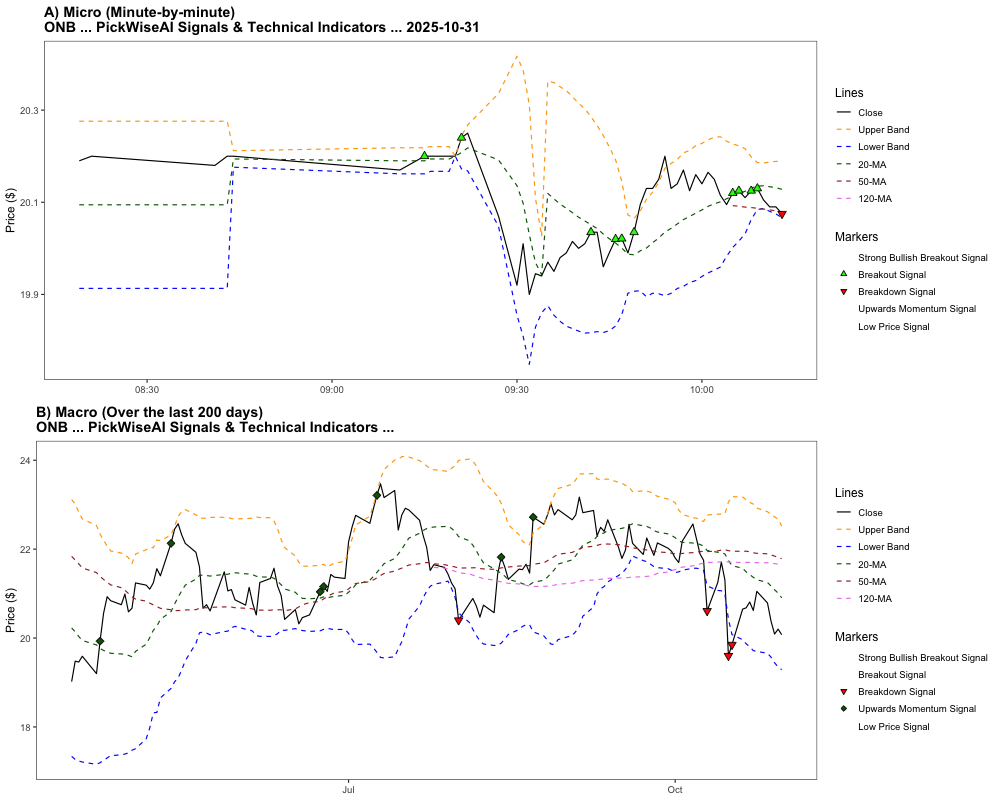 A) Micro (Minute-by-minute)
ONB ... PickWiseAI Signals & Technical Indicators ... 2025-10-31
Price ($)
20.3
20.1
19.9
08:30
09:00
09:30
10:00
Lines
Close
Upper Band
Lower Band
20-MA
50-MA
120-MA
Markers
Strong Bullish Breakout Signal
Breakout Signal
Breakdown Signal
Upwards Momentum Signal
Low Price Signal
B) Macro (Over the last 200 days)
ONB ... PickWiseAI Signals & Technical Indicators ...
Price ($)
24
22
20
18
Jul
Oct
Lines
Close
Upper Band
Lower Band
20-MA
50-MA
120-MA
Markers
Strong Bullish Breakout Signal
Breakout Signal
Breakdown Signal
Upwards Momentum Signal
Low Price Signal